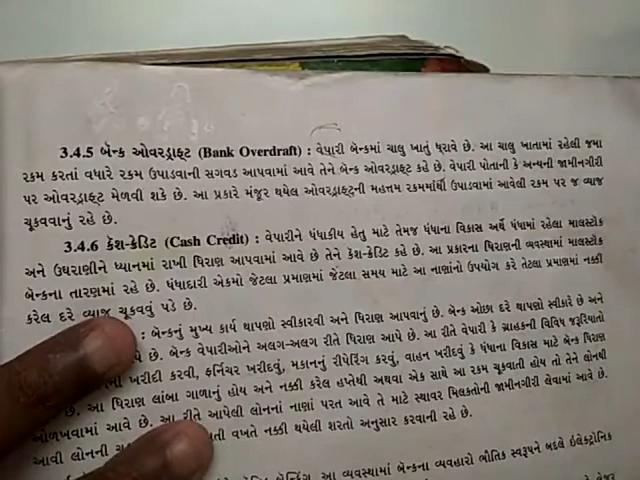 3.4.5 બૅન્ક ઓવરડ્રાફ્ટ (Bank Overdraft) : વેપારી બૅન્કમાં ચાલુ ખાતું ધરાવે છે. આ ચાલુ ખાતામાં રહેલી જમા
રકમ કરતાં વધારે રકમ ઉપાડવાની સગવડ આપવામાં આવે તેને બૅન્ક ઓવરડ્રાફ્ટ કહે છે. વેપારી પોતાની કે અન્યની જામીનગીરી
પર ઓવરડ્રાફ્ટ મેળવી શકે છે. આ પ્રકારે મંજૂર થયેલ ઓવરડ્રાફ્ટની મહત્તમ રકમમાંથી ઉપાડવામાં આવેલી રકમ પર જ વ્યાજ
ચૂકવવાનું રહે છે.
3.4.6 કૅશ-ક્રેડિટ (Cash Credit) : વેપારીને ધંધાકીય હેતુ માટે તેમજ ધંધાના વિકાસ અર્થે ધંધામાં રહેલા માલસ્ટોક
અને ઉઘરાણીને ધ્યાનમાં રાખી ધિરાણ આપવામાં આવે છે તેને કૅશ-ક્રેડિટ કહે છે. આ પ્રકારના ધિરાણની વ્યવસ્થામાં માલસ્ટોક
બૅન્કના તારણમાં રહે છે. ધંધાદારી એકમો જેટલા પ્રમાણમાં જેટલા સમય માટે આ નાણાંનો ઉપયોગ કરે તેટલા પ્રમાણમાં નક્કી
કરેલ દરે વ્યાજ ચૂકવવું પડે છે.
: બૅન્કનું મુખ્ય કાર્ય થાપણો સ્વીકારવી અને ધિરાણ આપવાનું છે. બૅન્ક ઓછા દરે થાપણો સ્વીકારે છે અને
પે છે. બૅન્ક વેપારીઓને અલગ-અલગ રીતે ધિરાણ આપે છે. આ રીતે વેપારી કે ગ્રાહકની વિવિધ જરૂરિયાતો
ખરીદી કરવી, ફર્નિચર ખરીદવું, મકાનનું રીપેરિંગ કરવું, વાહન ખરીદવું કે ધંધાના વિકાસ માટે બૅન્ક ધિરાણ
છે. આ ધિરાણ લાંબા ગાળાનું હોય અને નક્કી કરેલ હપ્તેથી અથવા એક સાથે આ રકમ ચૂકવાતી હોય તો તેને લોનથી
ઓળખવામાં આવે છે. આ રીતે આપેલી લોનનાં નાણાં પરત આવે તે માટે સ્થાવર મિલકતોની જામીનગીરી લેવામાં આવે છે.
આવી લોનની વખતે નક્કી થયેલી શરતો અનુસાર કરવાની રહે છે.
આ વ્યવસ્થામાં બૅન્કના વ્યવહારો ભૌતિક સ્વરૂપને બદલે ઇલેક્ટ્રૉનિક